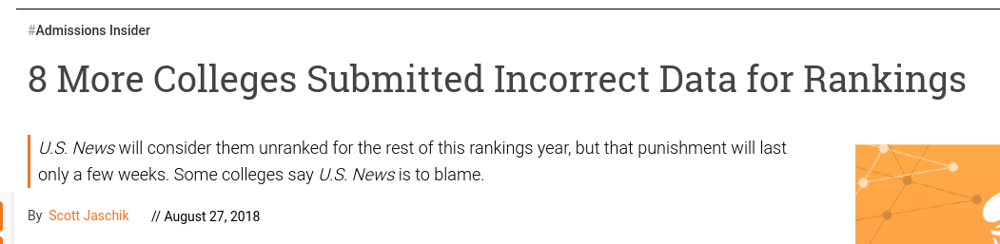 #Admissions Insider
8 More Colleges Submitted Incorrect Data for Rankings
U.S. News will consider them unranked for the rest of this rankings year, but that punishment will last
only a few weeks. Some colleges say U.S. News is to blame.
By Scott Jaschik // August 27, 2018